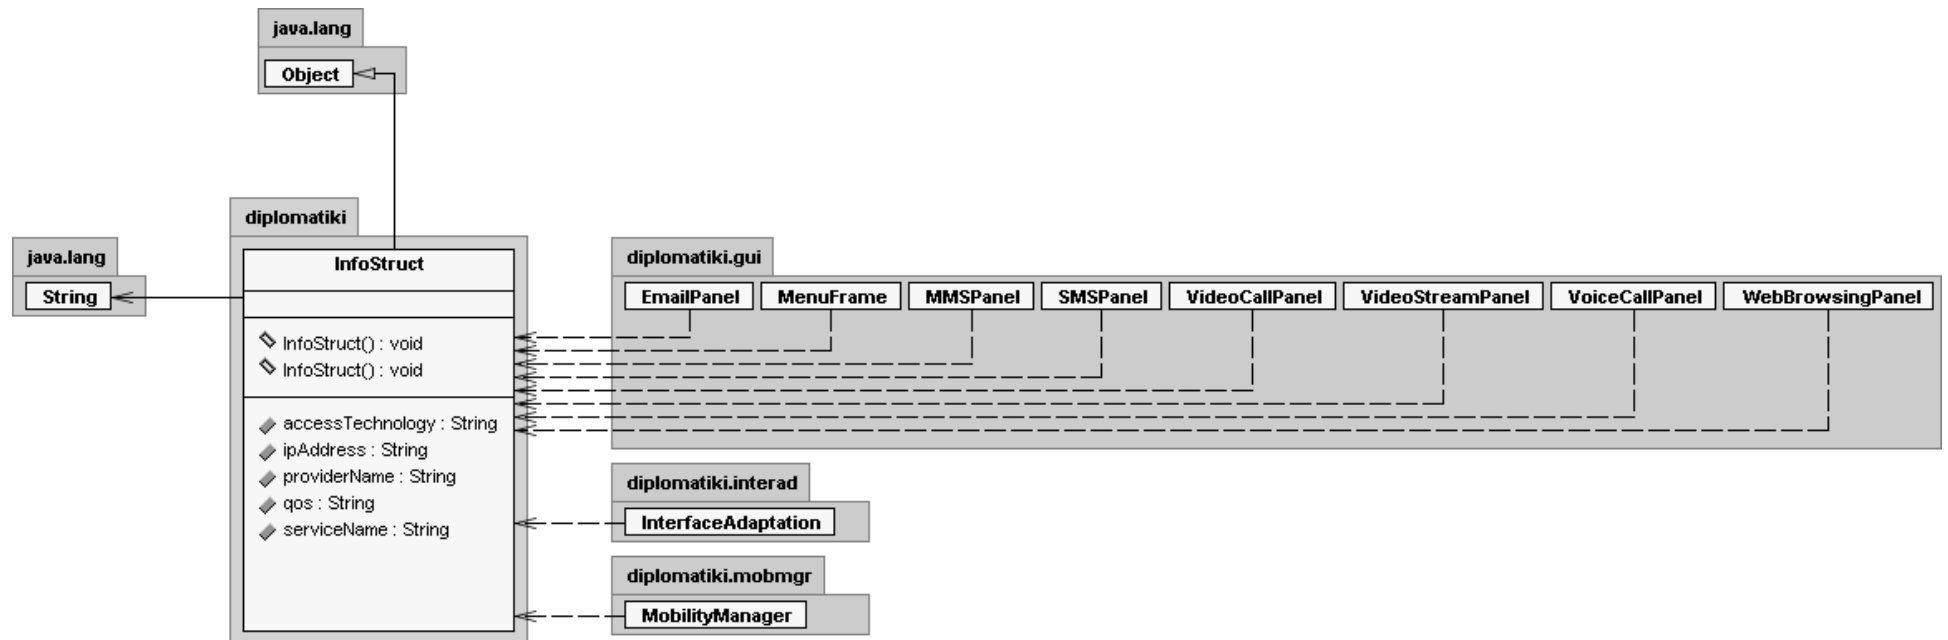 java.lang
Object
diplomatiki
java.lang
String
InfoStruct
InfoStruct() : void
InfoStruct() : void
accessTechnology : String
ipAddress : String
providerName : String
qos : String
serviceName : String
diplomatiki.gui
EmailPanel MenuFrame MMSPanel SMSPanel VideoCallPanel VideoStreamPanel VoiceCallPanel WebBrowsingPanel
diplomatiki.interad
InterfaceAdaptation
diplomatiki.mobmgr
MobilityManager